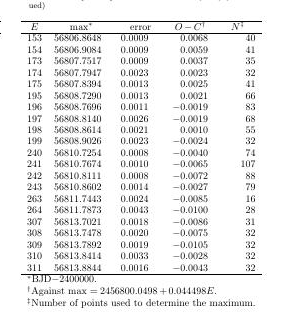 ued)
E max* error O − C† N‡
153 56806.8648 0.0009 0.0068 40
154 56806.9084 0.0009 0.0059 41
173 56807.7517 0.0009 0.0037 35
174 56807.7947 0.0023 0.0023 32
175 56807.8394 0.0013 0.0025 41
195 56808.7290 0.0013 0.0021 66
196 56808.7696 0.0011 −0.0019 83
197 56808.8140 0.0026 −0.0019 68
198 56808.8614 0.0021 0.0010 55
199 56808.9026 0.0023 −0.0024 32
240 56810.7254 0.0008 −0.0040 74
241 56810.7674 0.0010 −0.0065 107
242 56810.8111 0.0008 −0.0072 88
243 56810.8602 0.0014 −0.0027 79
263 56811.7443 0.0024 −0.0085 16
264 56811.7873 0.0043 −0.0100 28
307 56813.7021 0.0018 −0.0086 31
308 56813.7478 0.0020 −0.0075 32
309 56813.7892 0.0019 −0.0105 32
310 56813.8414 0.0033 −0.0028 32
311 56813.8844 0.0016 −0.0043 32
*BJD−2400000.
†Against max = 2456800.0498 + 0.044498E.
‡Number of points used to determine the maximum.